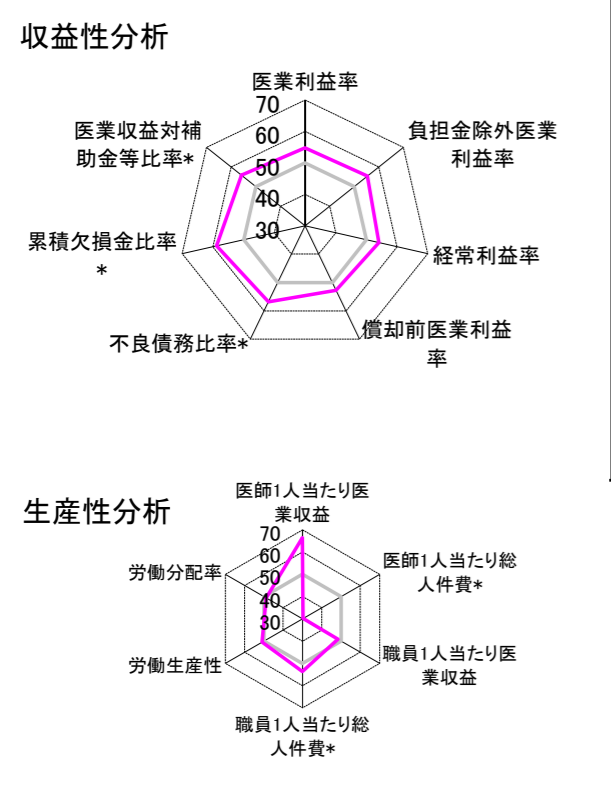 収益性分析
医業利益率
70
60
50
40
30
負担金除外医業
利益率
経常利益率
償却前医業利益
率
不良債務比率*
累積欠損金比率
*
医業収益対補
助金等比率*
生産性分析
医師1人当たり医
業収益
70
60
50
40
30
医師1人当たり総
人件費*
職員1人当たり医
業収益
職員1人当たり総
人件費*
労働生産性
労働分配率